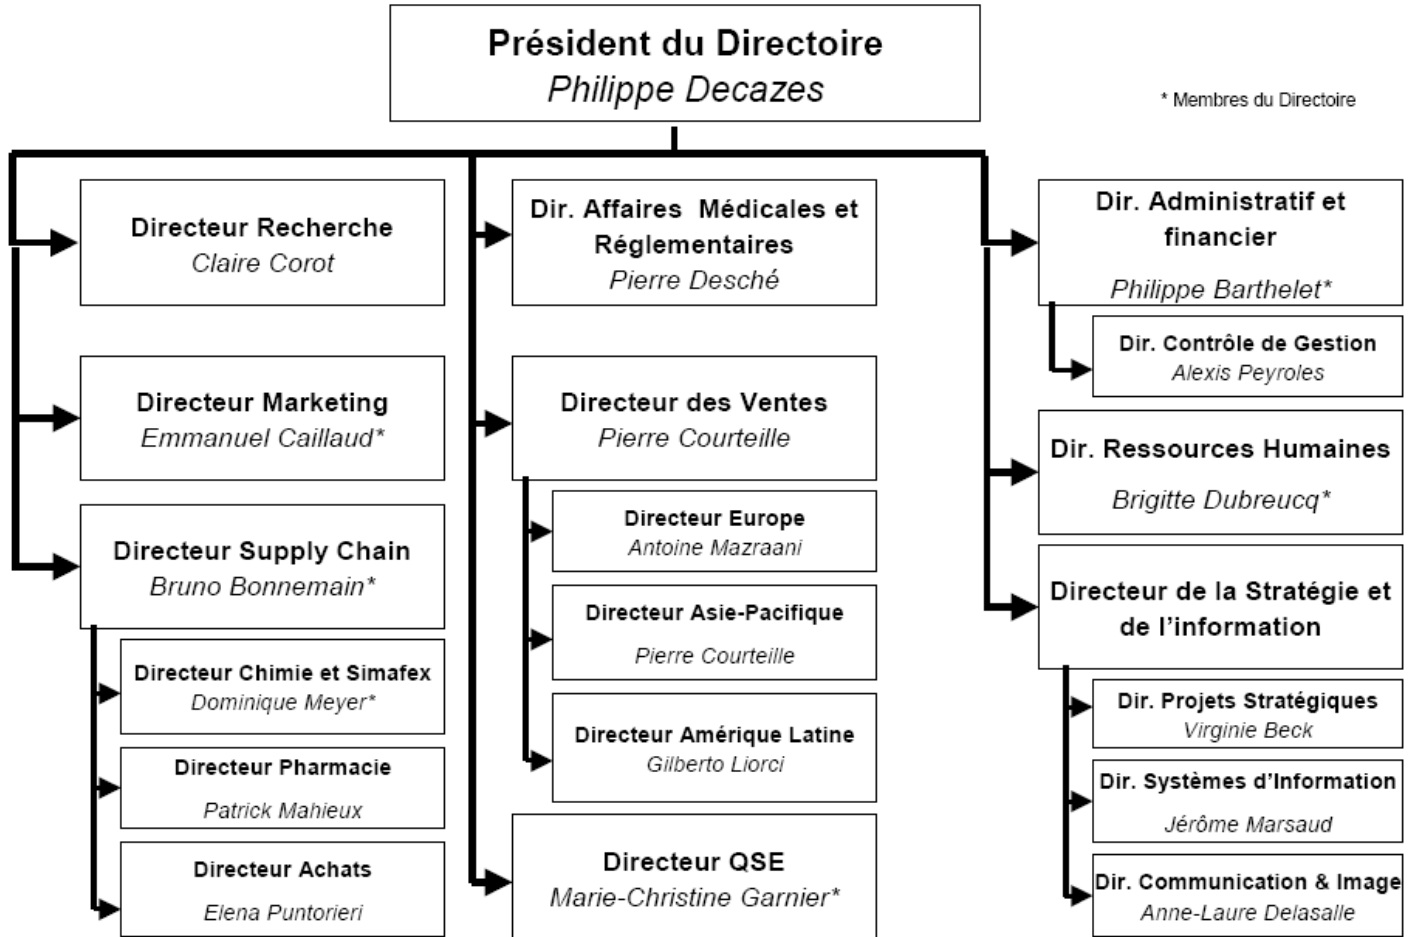 Président du Directoire
Philippe Decazes
* Membres du Directoire
Directeur Recherche
Claire Corot
Directeur Marketing
Emmanuel Caillaud*
Directeur Supply Chain
Bruno Bonnemain*
Directeur Chimie et Simafex
Dominique Meyer*
Directeur Pharmacie
Patrick Mahieux
Directeur Achats
Elena Puntorieri
Dir. Affaires Médicales et
Réglementaires
Pierre Desché
Directeur des Ventes
Pierre Courteille
Directeur Europe
Antoine Mazraani
Directeur Asie-Pacifique
Pierre Courteille
Directeur Amérique Latine
Gilberto Liorci
Directeur QSE
Marie-Christine Garnier*
Dir. Administratif et
financier
Philippe Barthelet*
Dir. Contrôle de Gestion
Alexis Peyroles
Dir. Ressources Humaines
Brigitte Dubreucq*
Directeur de la Stratégie et
de l'information
Dir. Projets Stratégiques
Virginie Beck
Dir. Systèmes d'Information
Jérôme Marsaud
Dir. Communication & Image
Anne-Laure Delasalle